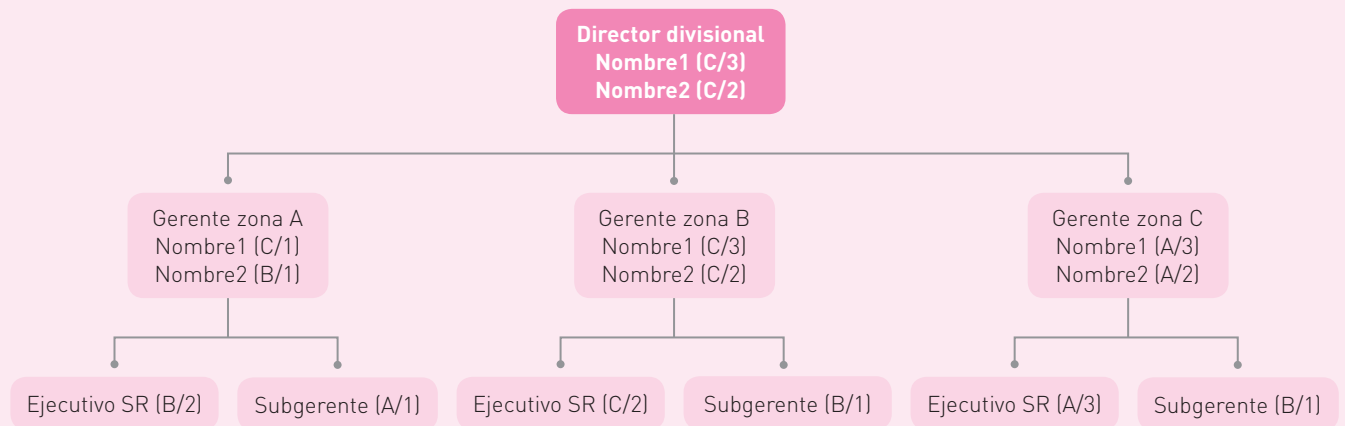 Director divisional
Nombre1 (C/3)
Nombre2 (C/2)
Gerente zona A
Nombre1 (C/1)
Nombre2 (B/1)
Gerente zona B
Nombre1 (C/3)
Nombre2 (C/2)
Gerente zona C
Nombre1 (A/3)
Nombre2 (A/2)
Ejecutivo SR (B/2)
Subgerente (A/1)
Ejecutivo SR (C/2)
Subgerente (B/1)
Ejecutivo SR (A/3)
Subgerente (B/1)